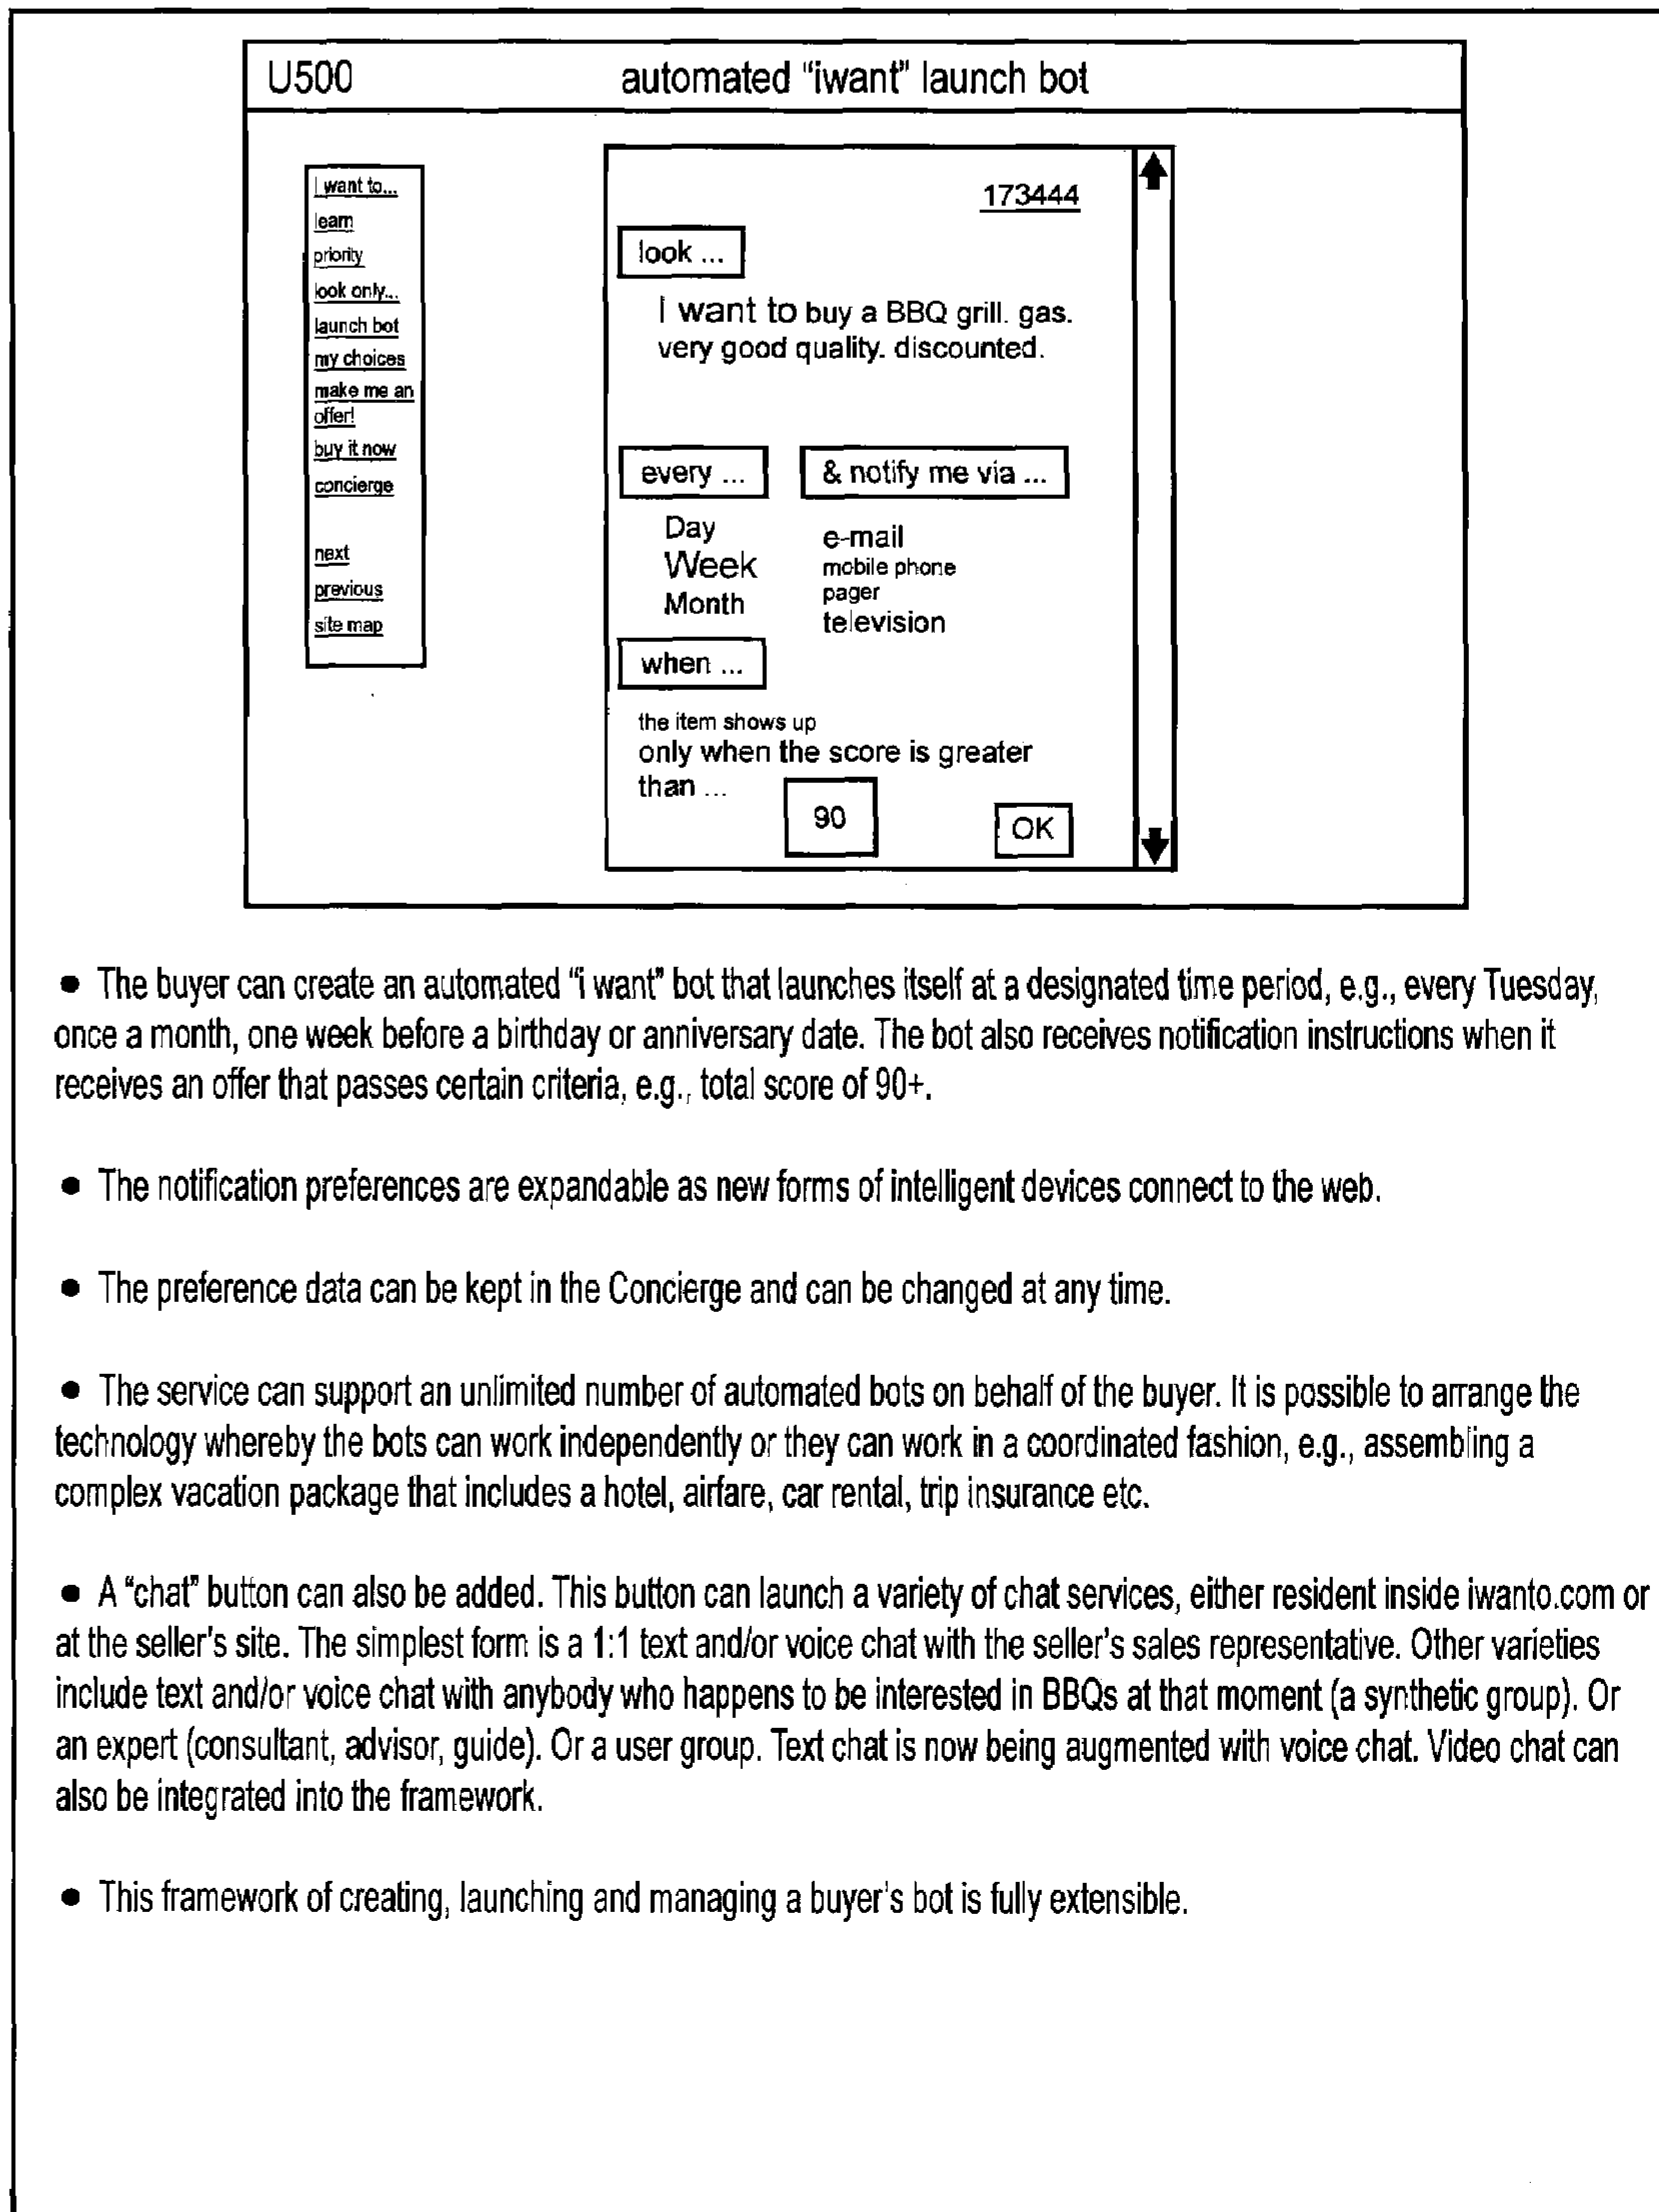 U500 automated “iwant” launch bot
I want to...
learn
priority
look only...
launch bot
my choices
make me an
offer!
buy it now
concierge
next
previous
site map
173444
look ...
I want to buy a BBQ grill. gas.
very good quality. discounted.
every ... & notify me via ...
Day
Week
Month
e-mail
mobile phone
pager
television
when ...
the item shows up
only when the score is greater
than ...
90
OK
● The buyer can create an automated “i want” bot that launches itself at a designated time period, e.g., every Tuesday,
once a month, one week before a birthday or anniversary date. The bot also receives notification instructions when it
receives an offer that passes certain criteria, e.g., total score of 90+.
● The notification preferences are expandable as new forms of intelligent devices connect to the web.
● The preference data can be kept in the Concierge and can be changed at any time.
● The service can support an unlimited number of automated bots on behalf of the buyer. It is possible to arrange the
technology whereby the bots can work independently or they can work in a coordinated fashion, e.g., assembling a
complex vacation package that includes a hotel, airfare, car rental, trip insurance etc.
● A “chat” button can also be added. This button can launch a variety of chat services, either resident inside iwanto.com or
at the seller's site. The simplest form is a 1:1 text and/or voice chat with the seller's sales representative. Other varieties
include text and/or voice chat with anybody who happens to be interested in BBQs at that moment (a synthetic group). Or
an expert (consultant, advisor, guide). Or a user group. Text chat is now being augmented with voice chat. Video chat can
also be integrated into the framework.
● This framework of creating, launching and managing a buyer's bot is fully extensible.